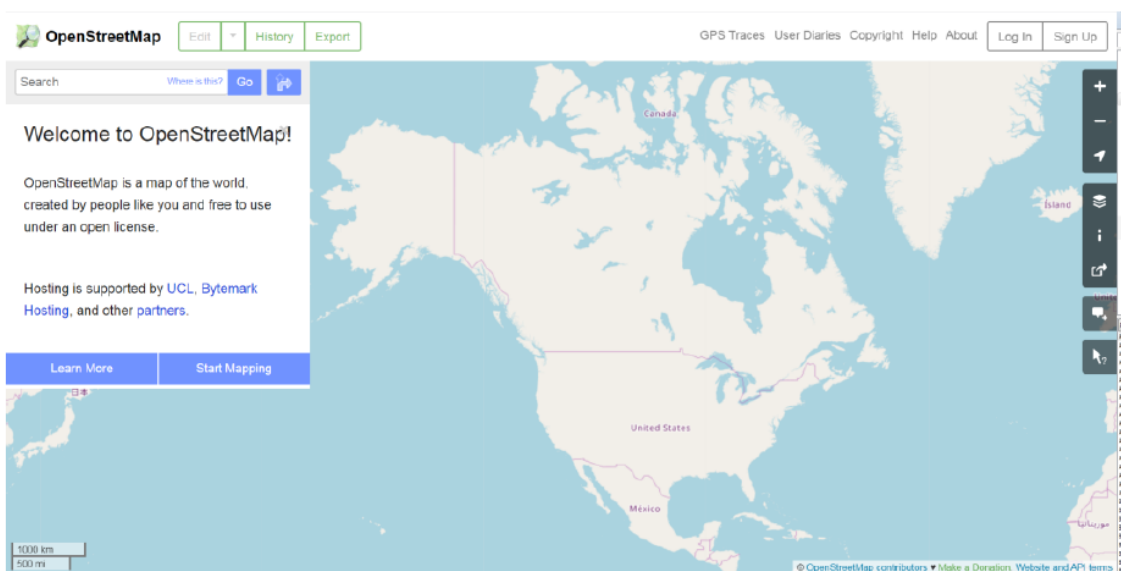 OpenStreetMap Edit History Export GPS Traces User Diaries Copyright Help About Log In Sign Up
Search Where is this? Go
Welcome to OpenStreetMap!
OpenStreetMap is a map of the world,
created by people like you and free to use
under an open license.
Hosting is supported by UCL, Bytemark
Hosting, and other partners.
Learn More Start Mapping
Canada
Ísland
日本
United States
México
موريتانيا
1000 km
500 mi
© OpenStreetMap contributors ♥ Make a Donation. Website and API terms